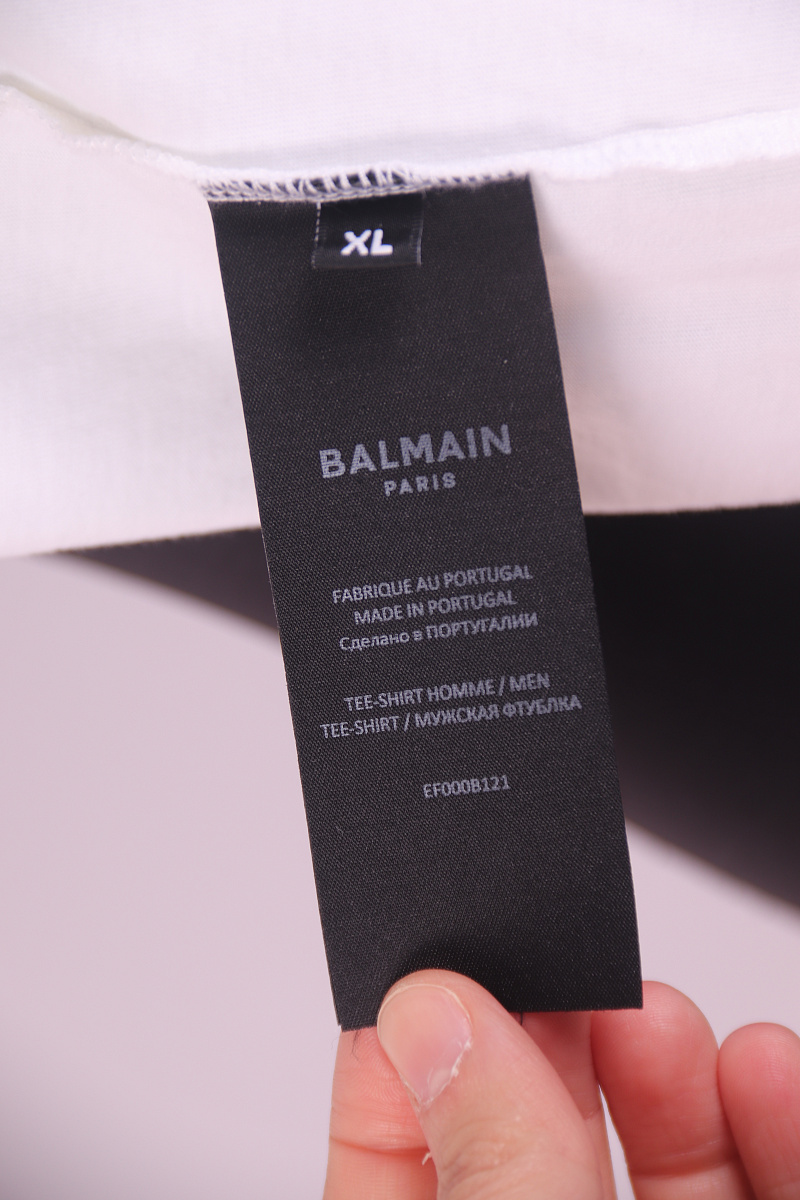 XL
BALMAIN
PARIS
FABRIQUE AU PORTUGAL
MADE IN PORTUGAL
Сделано в ПОРТУГАЛИИ
TEE-SHIRT HOMME / MEN
TEE-SHIRT / МУЖСКАЯ ФТУБЛКА
EF000B121